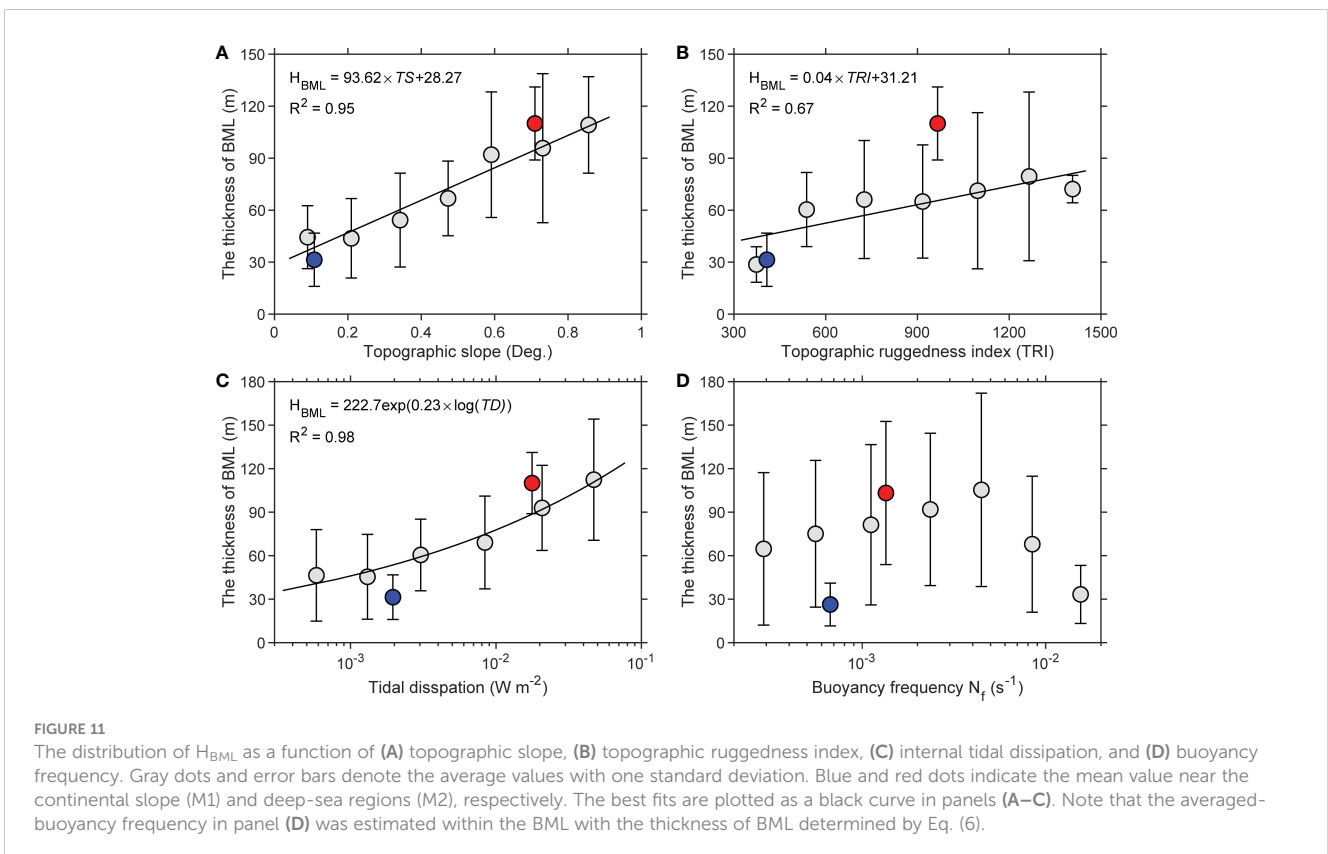 A
H_BML = 93.62× TS+28.27
R² = 0.95
The thickness of BML (m)
150
120
90
60
30
0
0 0.2 0.4 0.6 0.8 1
Topographic slope (Deg.)
B
H_BML = 0.04× TRI+31.21
R² = 0.67
The thickness of BML (m)
150
120
90
60
30
0
300 600 900 1200 1500
Topographic ruggedness index (TRI)
C
H_BML = 222.7exp(0.23×log(TD))
R² = 0.98
The thickness of BML (m)
180
150
120
90
60
30
0
10⁻³ 10⁻² 10⁻¹
Tidal disspation (W m⁻²)
D
The thickness of BML (m)
180
150
120
90
60
30
0
10⁻³ 10⁻²
Buoyancy frequency N_f (s⁻¹)
FIGURE 11
The distribution of H_BML as a function of (A) topographic slope, (B) topographic ruggedness index, (C) internal tidal dissipation, and (D) buoyancy
frequency. Gray dots and error bars denote the average values with one standard deviation. Blue and red dots indicate the mean value near the
continental slope (M1) and deep-sea regions (M2), respectively. The best fits are plotted as a black curve in panels (A–C). Note that the averaged-
buoyancy frequency in panel (D) was estimated within the BML with the thickness of BML determined by Eq. (6).